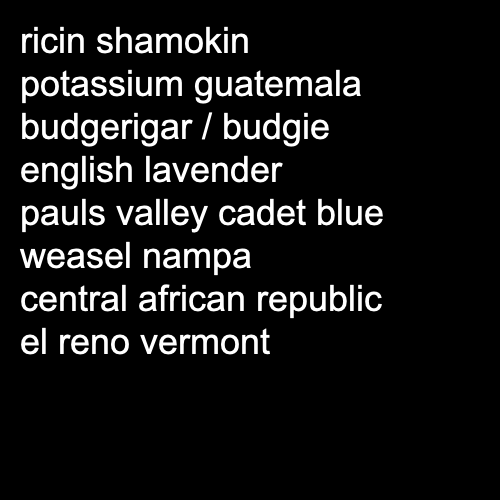 ricin shamokin
potassium guatemala
budgerigar / budgie
english lavender
pauls valley cadet blue
weasel nampa
central african republic
el reno vermont